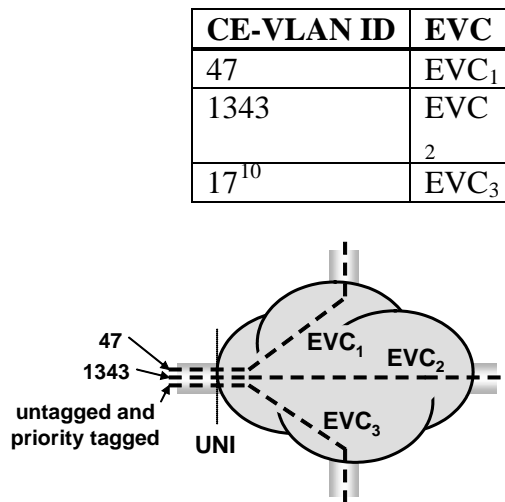 CE-VLAN ID EVC
47 EVC1
1343 EVC
2
17^10 EVC3
47
1343
untagged and
priority tagged
UNI
EVC1
EVC2
EVC3